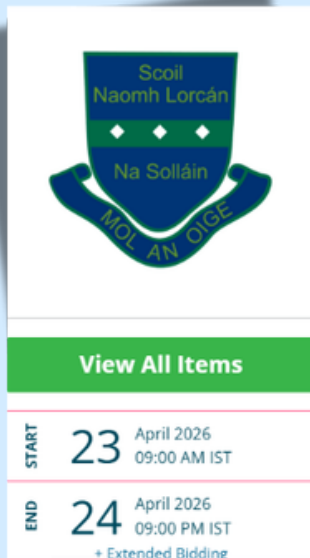 Scoil
Naomh Lorcán
Na Solláin
MOL AN OIGE
View All Items
START
23
April 2026
09:00 AM IST
END
24
April 2026
09:00 PM IST
+ Extended Bidding